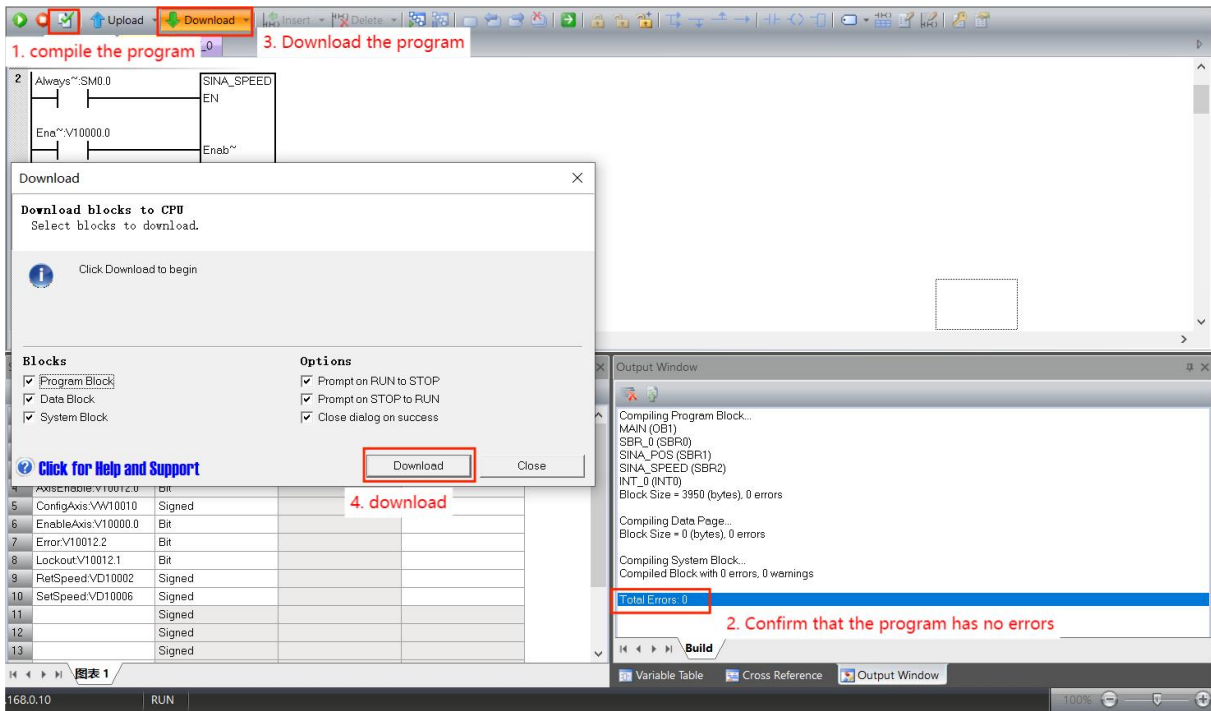 Upload
Download
Insert
Delete
1. compile the program
_0
3. Download the program
2
Always~:SM0.0
SINA_SPEED
EN
Ena~:V10000.0
Enab~
Download
Download blocks to CPU
Select blocks to download.
Click Download to begin
Blocks
Options
Program Block
Prompt on RUN to STOP
Data Block
Prompt on STOP to RUN
System Block
Close dialog on success
Click for Help and Support
Download
Close
4. download
4 AxisEnable:V10012.0 Bit
5 ConfigAxis:VW10010 Signed
6 EnableAxis:V10000.0 Bit
7 Error:V10012.2 Bit
8 Lockout:V10012.1 Bit
9 RetSpeed:VD10002 Signed
10 SetSpeed:VD10006 Signed
11 Signed
12 Signed
13 Signed
图表 1
Output Window
Compiling Program Block...
MAIN (OB1)
SBR_0 (SBR0)
SINA_POS (SBR1)
SINA_SPEED (SBR2)
INT_0 (INT0)
Block Size = 3950 (bytes), 0 errors
Compiling Data Page...
Block Size = 0 (bytes), 0 errors
Compiling System Block...
Compiled Block with 0 errors, 0 warnings
Total Errors: 0
2. Confirm that the program has no errors
Build
Variable Table
Cross Reference
Output Window
.168.0.10
RUN
100%